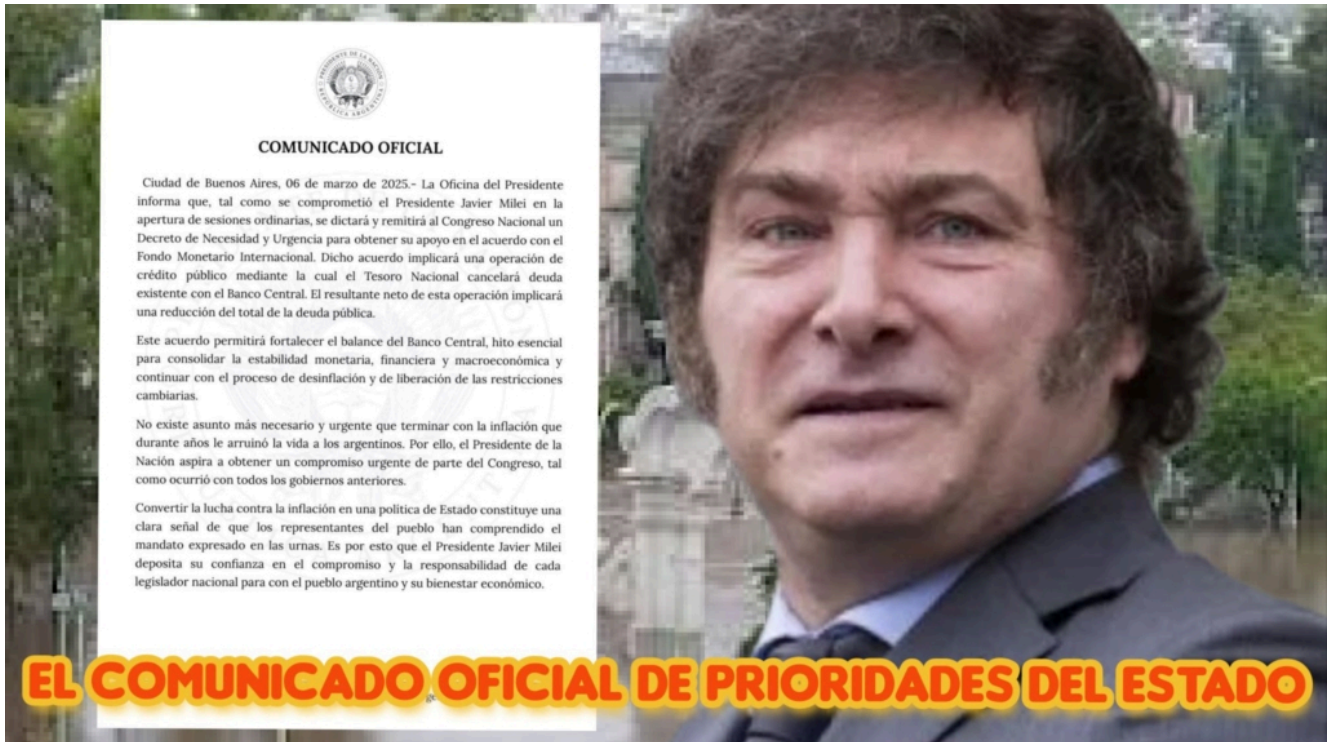 PRESIDENTE DE LA NACIÓN
REPÚBLICA ARGENTINA
COMUNICADO OFICIAL
Ciudad de Buenos Aires, 06 de marzo de 2025.- La Oficina del Presidente
informa que, tal como se comprometió el Presidente Javier Milei en la
apertura de sesiones ordinarias, se dictará y remitirá al Congreso Nacional un
Decreto de Necesidad y Urgencia para obtener su apoyo en el acuerdo con el
Fondo Monetario Internacional. Dicho acuerdo implicará una operación de
crédito público mediante la cual el Tesoro Nacional cancelará deuda
existente con el Banco Central. El resultante neto de esta operación implicará
una reducción del total de la deuda pública.
Este acuerdo permitirá fortalecer el balance del Banco Central, hito esencial
para consolidar la estabilidad monetaria, financiera y macroeconómica y
continuar con el proceso de desinflación y de liberación de las restricciones
cambiarias.
No existe asunto más necesario y urgente que terminar con la inflación que
durante años le arruinó la vida a los argentinos. Por ello, el Presidente de la
Nación aspira a obtener un compromiso urgente de parte del Congreso, tal
como ocurrió con todos los gobiernos anteriores.
Convertir la lucha contra la inflación en una política de Estado constituye una
clara señal de que los representantes del pueblo han comprendido el
mandato expresado en las urnas. Es por esto que el Presidente Javier Milei
deposita su confianza en el compromiso y la responsabilidad de cada
legislador nacional para con el pueblo argentino y su bienestar económico.
EL COMUNICADO OFICIAL DE PRIORIDADES DEL ESTADO